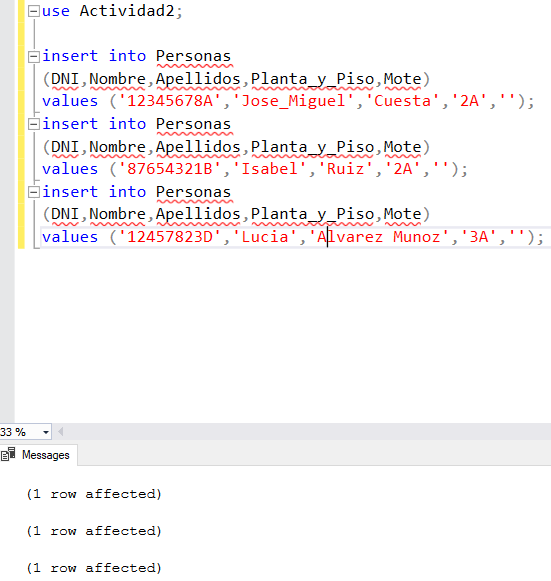 use Actividad2;
insert into Personas
(DNI,Nombre,Apellidos,Planta_y_Piso,Mote)
values ('12345678A','Jose_Miguel','Cuesta','2A','');
insert into Personas
(DNI,Nombre,Apellidos,Planta_y_Piso,Mote)
values ('87654321B','Isabel','Ruiz','2A','');
insert into Personas
(DNI,Nombre,Apellidos,Planta_y_Piso,Mote)
values ('12457823D','Lucia','Alvarez Munoz','3A','');
33 %
Messages
(1 row affected)
(1 row affected)
(1 row affected)